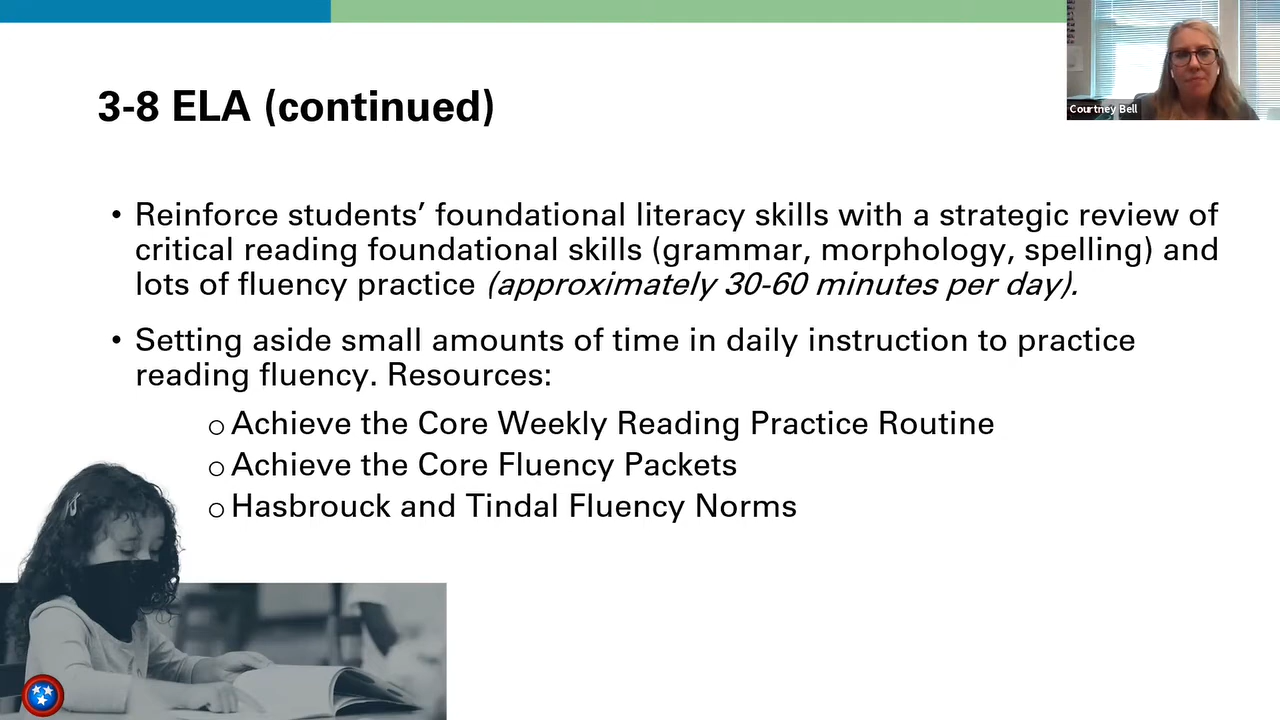 3-8 ELA (continued)
Courtney Bell
• Reinforce students’ foundational literacy skills with a strategic review of
critical reading foundational skills (grammar, morphology, spelling) and
lots of fluency practice (approximately 30-60 minutes per day).
• Setting aside small amounts of time in daily instruction to practice
reading fluency. Resources:
o Achieve the Core Weekly Reading Practice Routine
o Achieve the Core Fluency Packets
o Hasbrouck and Tindal Fluency Norms